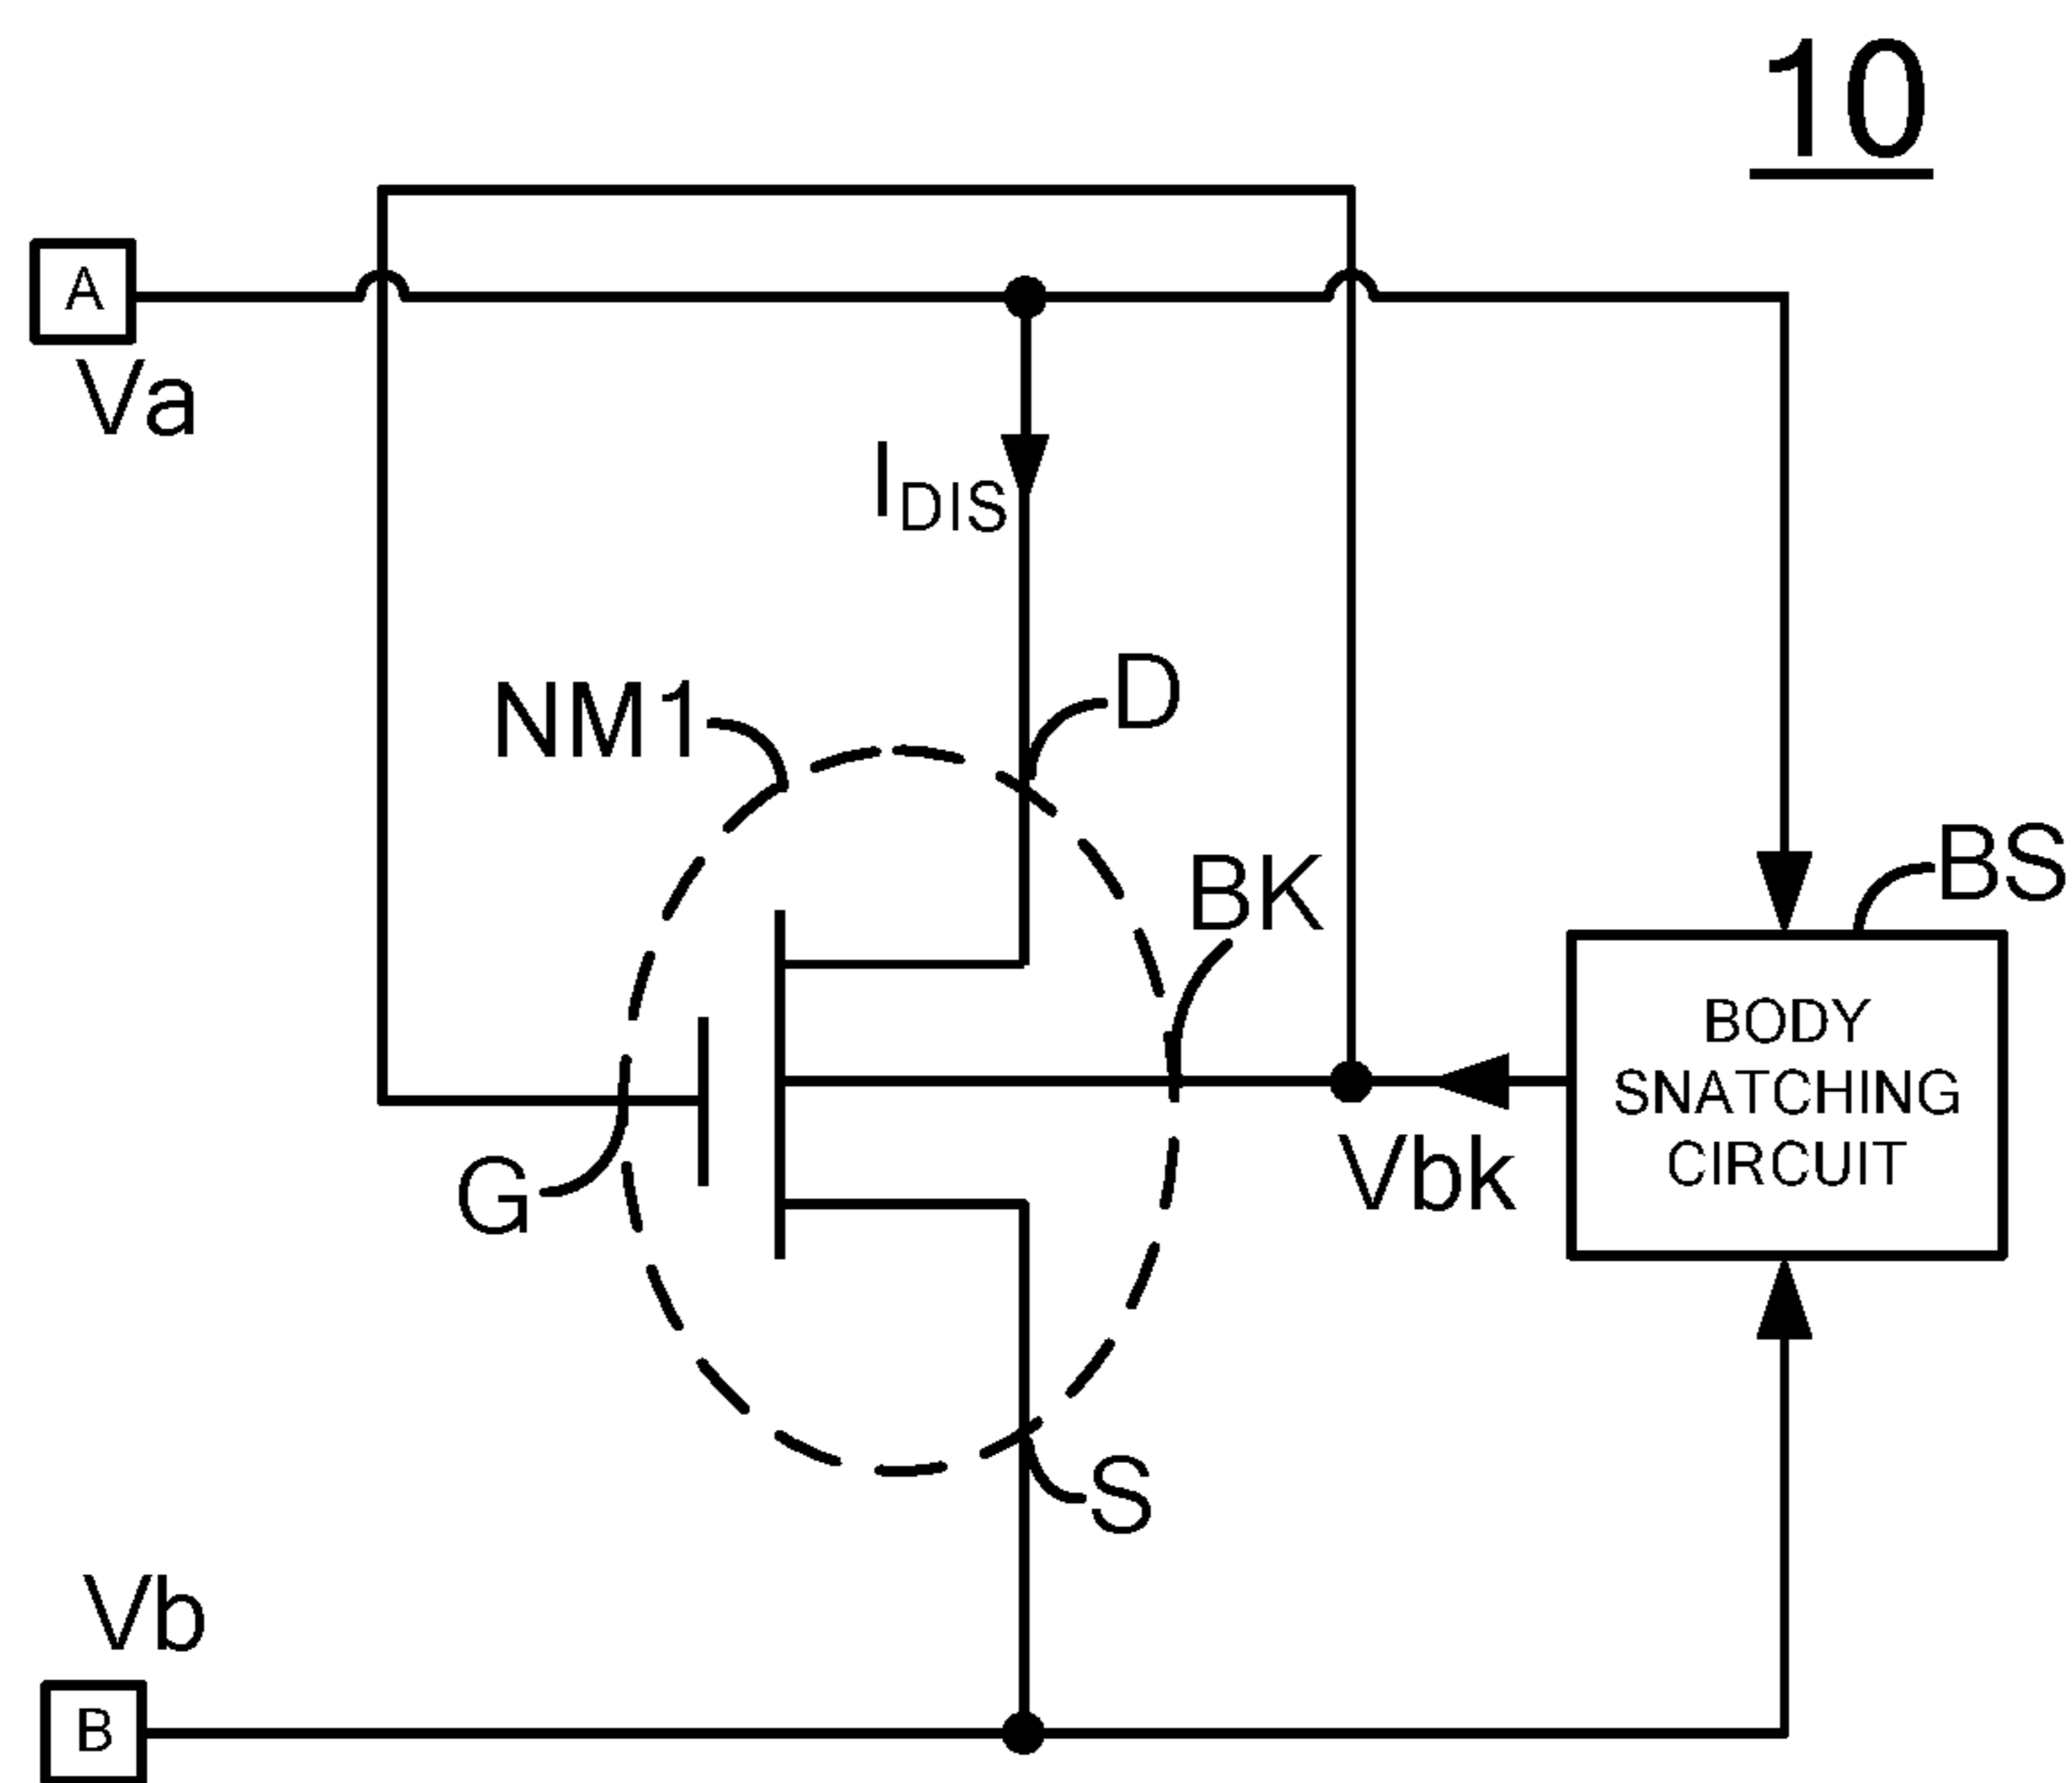 10
A
Va
IDIS
NM1
D
BK
BS
BODY
SNATCHING
CIRCUIT
G
Vbk
S
Vb
B